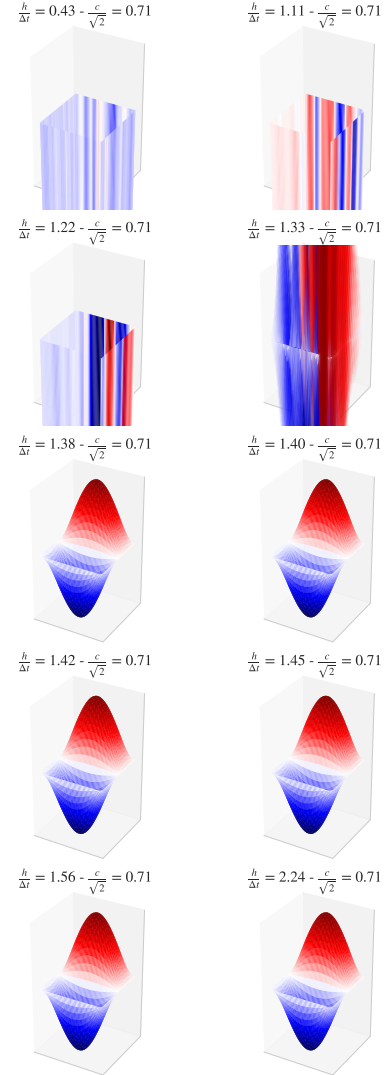 h/Δt = 0.43 - c/√2 = 0.71
h/Δt = 1.11 - c/√2 = 0.71
h/Δt = 1.22 - c/√2 = 0.71
h/Δt = 1.33 - c/√2 = 0.71
h/Δt = 1.38 - c/√2 = 0.71
h/Δt = 1.40 - c/√2 = 0.71
h/Δt = 1.42 - c/√2 = 0.71
h/Δt = 1.45 - c/√2 = 0.71
h/Δt = 1.56 - c/√2 = 0.71
h/Δt = 2.24 - c/√2 = 0.71